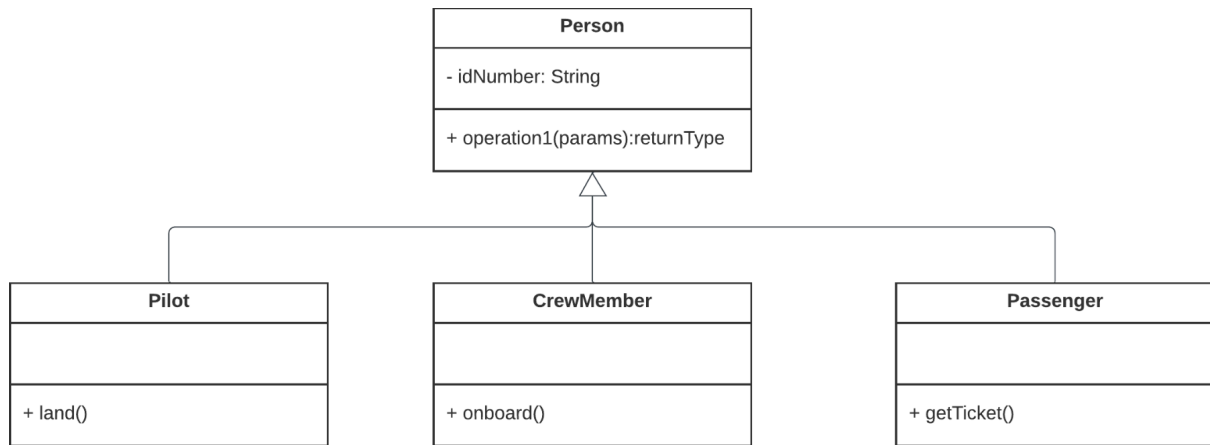 Person
- idNumber: String
+ operation1(params):returnType
Pilot
+ land()
CrewMember
+ onboard()
Passenger
+ getTicket()